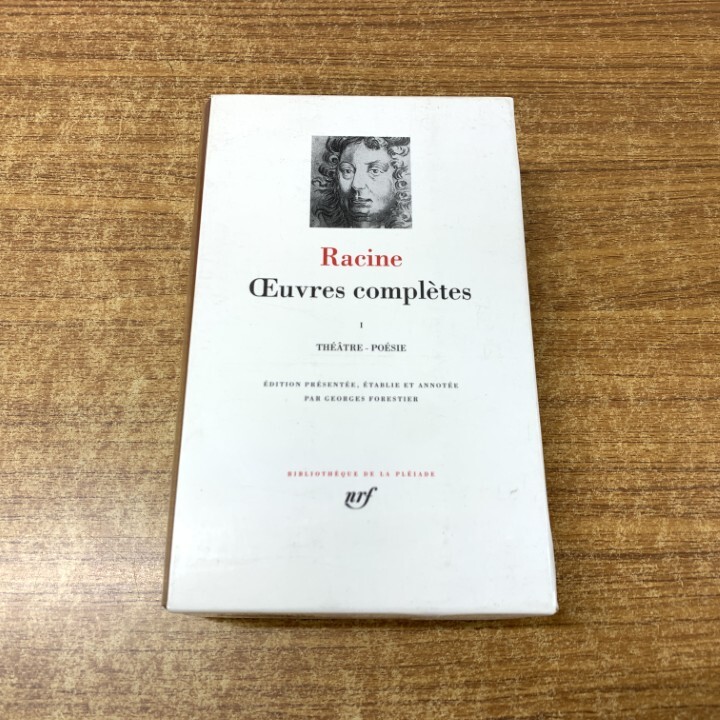 Racine
Œuvres complètes
I
THÉÂTRE - POÉSIE
ÉDITION PRÉSENTÉE, ÉTABLIE ET ANNOTÉE
PAR GEORGES FORESTIER
BIBLIOTHÈQUE DE LA PLÉIADE
nrf